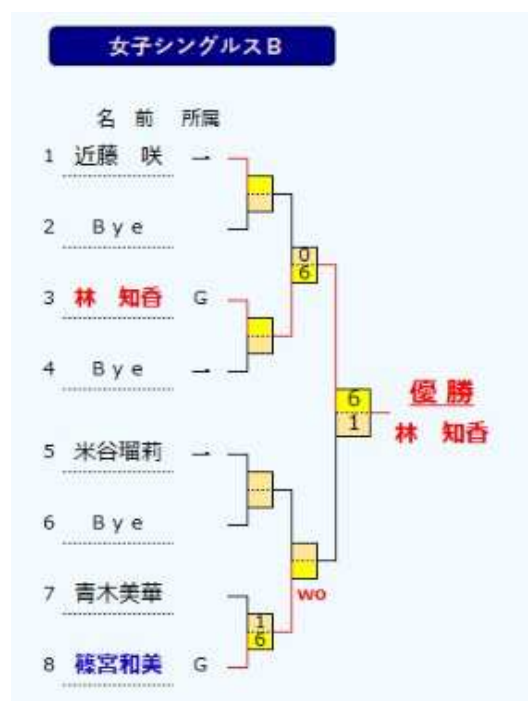 女子シングルスB
名 前 所属
1 近藤 咲 ー
2 Bye
0
6
3 林 知香 G
4 Bye ー
6
1
優勝
林 知香
5 米谷瑠莉 ー
6 Bye
wo
7 青木美華
1
6
8 篠宮和美 G